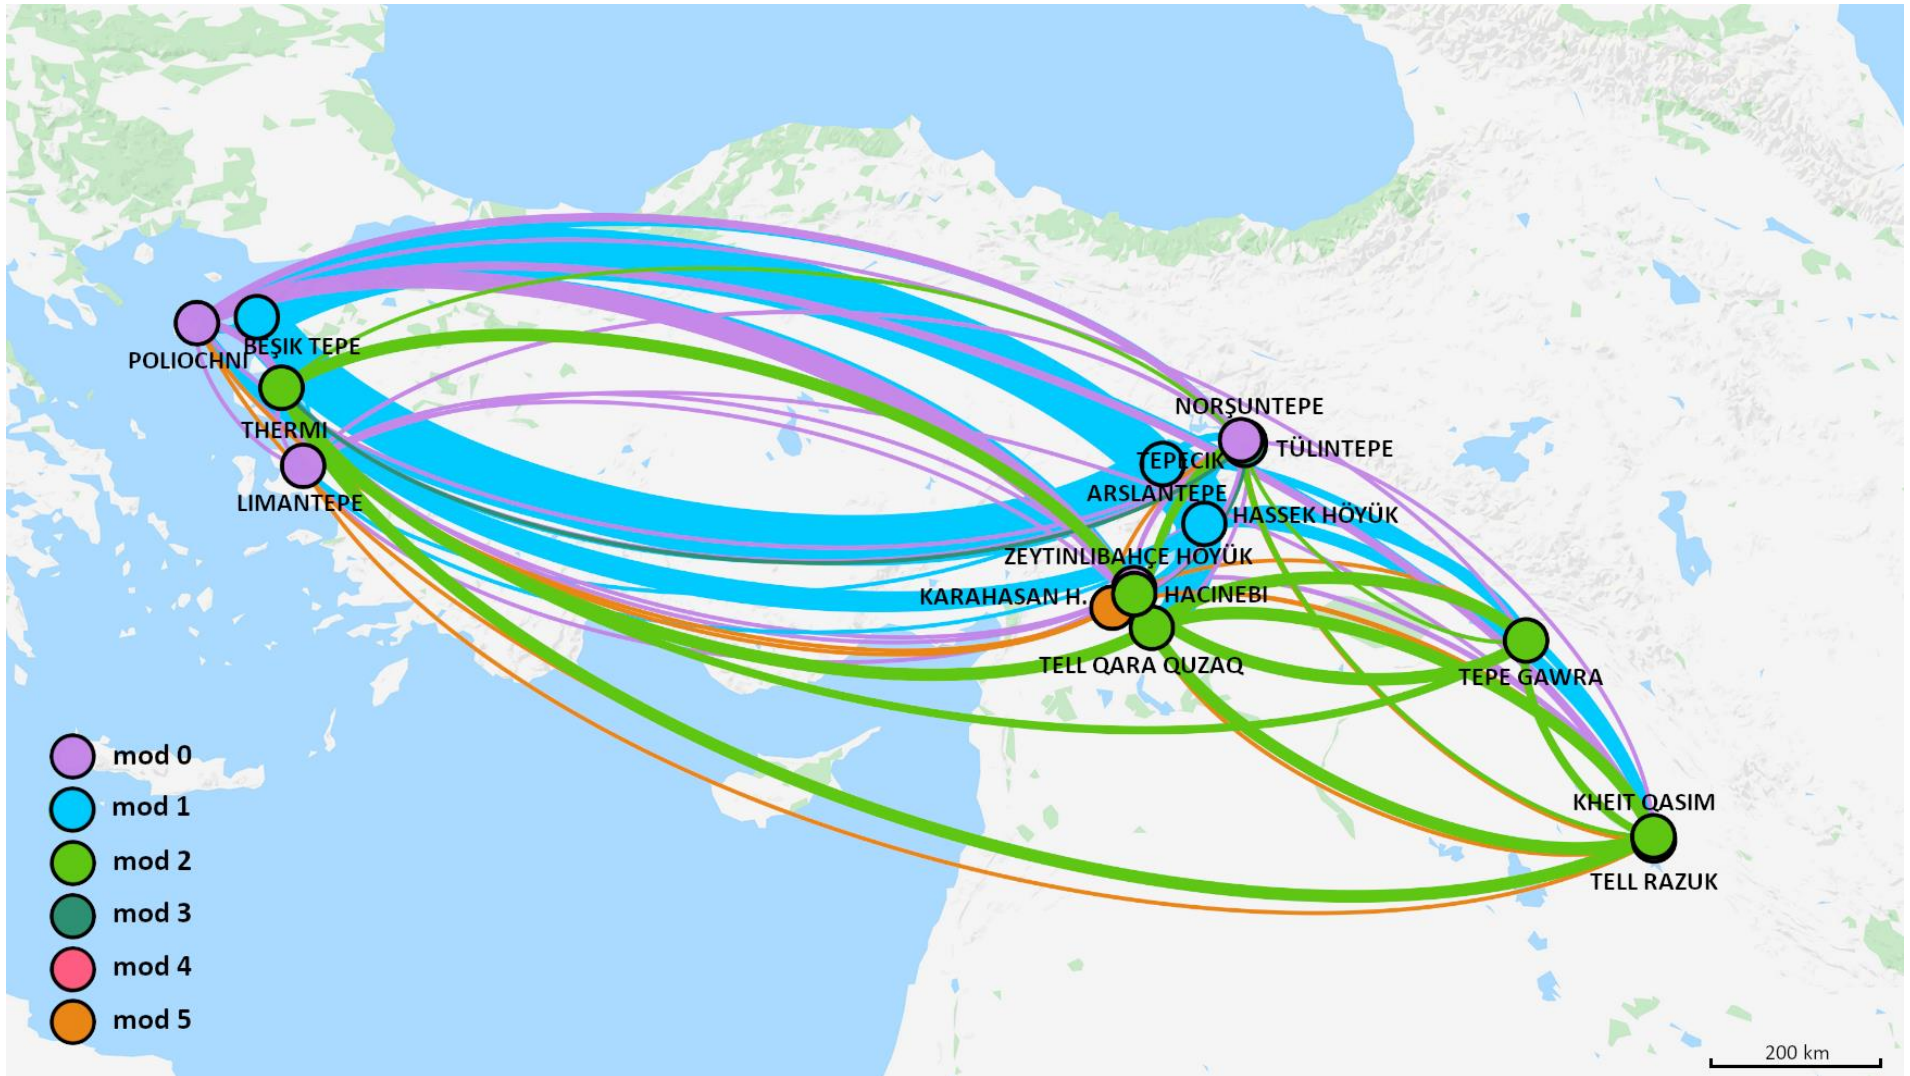 POLIOCHNI
BEŞIK TEPE
THERMI
LIMANTEPE
NORŞUNTEPE
TÜLINTEPE
TEPECIK
ARSLANTEPE
HASSEK HÖYÜK
ZEYTINLIBAHÇE HÖYÜK
KARAHASAN H.
HACINEBI
TELL QARA QUZAQ
TEPE GAWRA
KHEIT QASIM
TELL RAZUK
mod 0
mod 1
mod 2
mod 3
mod 4
mod 5
200 km